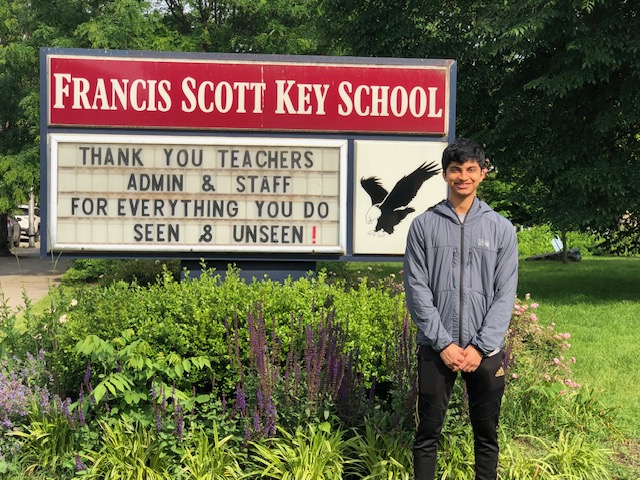 FRANCIS SCOTT KEY SCHOOL
THANK YOU TEACHERS
ADMIN & STAFF
FOR EVERYTHING YOU DO
SEEN & UNSEEN!